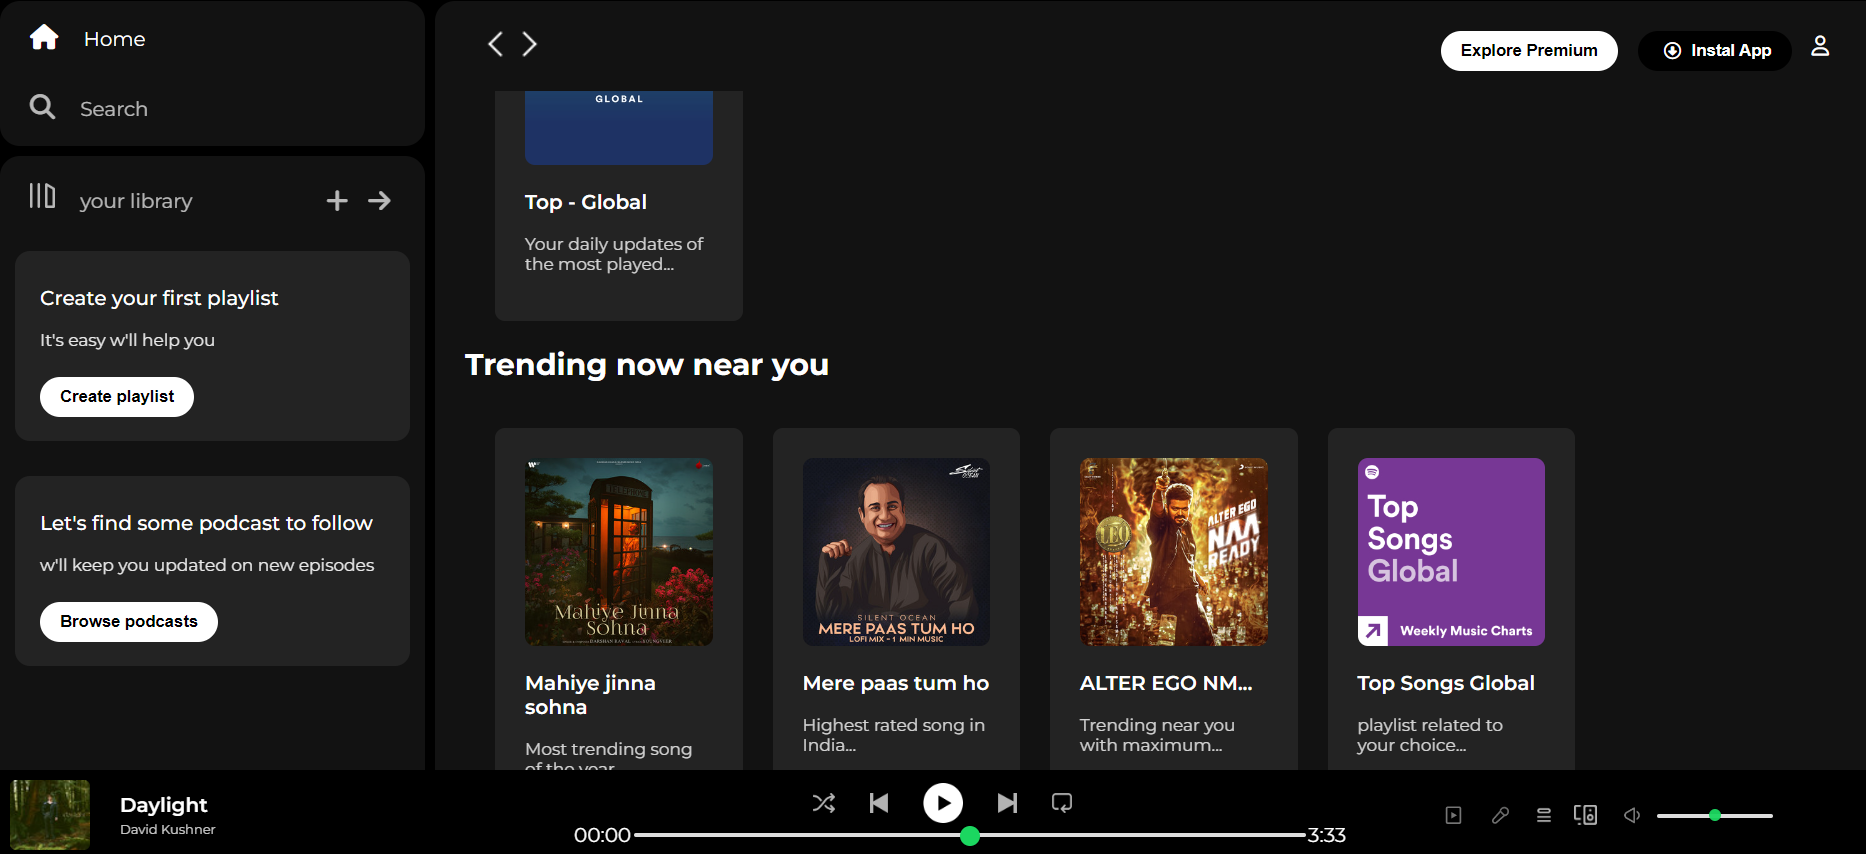 Home
Search
your library
Create your first playlist
It's easy w'll help you
Create playlist
Let's find some podcast to follow
w'll keep you updated on new episodes
Browse podcasts
Explore Premium
Instal App
GLOBAL
Top - Global
Your daily updates of
the most played...
Trending now near you
TELEPHONE
Mahiye Jinna
Sohna
Mahiye jinna
sohna
Most trending song
of the year
SILENT OCEAN
MERE PAAS TUM HO
LOFI MIX - 1 MIN MUSIC
Mere paas tum ho
Highest rated song in
India...
LEO
ALTER EGO
NAA
READY
ALTER EGO NM...
Trending near you
with maximum...
Top
Songs
Global
Weekly Music Charts
Top Songs Global
playlist related to
your choice...
Daylight
David Kushner
00:00
3:33